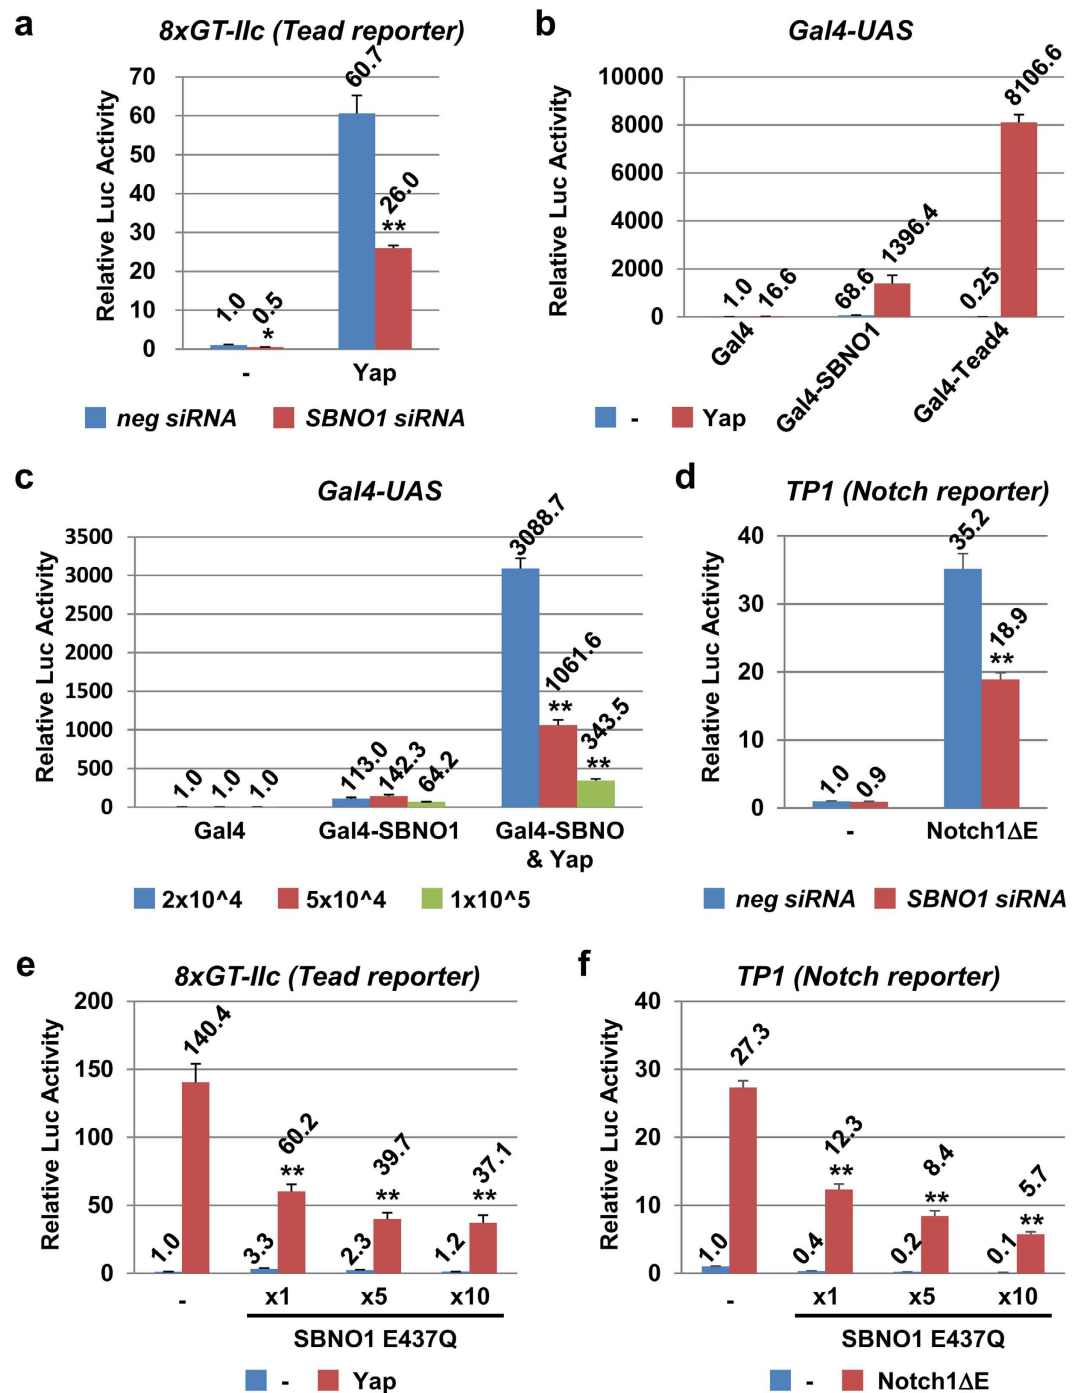 a
8xGT-IIc (Tead reporter)
Relative Luc Activity
70
60
50
40
30
20
10
0
1.0
0.5
*
60.7
26.0
**
-
Yap
neg siRNA
SBNO1 siRNA
b
Gal4-UAS
Relative Luc Activity
10000
8000
6000
4000
2000
0
1.0
16.6
68.6
1396.4
0.25
8106.6
Gal4
Gal4-SBNO1
Gal4-Tead4
-
Yap
c
Gal4-UAS
Relative Luc Activity
3500
3000
2500
2000
1500
1000
500
0
1.0
1.0
1.0
113.0
142.3
64.2
3088.7
1061.6
**
343.5
**
Gal4
Gal4-SBNO1
Gal4-SBNO
& Yap
2x10^4
5x10^4
1x10^5
d
TP1 (Notch reporter)
Relative Luc Activity
40
30
20
10
0
1.0
0.9
35.2
18.9
**
-
Notch1ΔE
neg siRNA
SBNO1 siRNA
e
8xGT-IIc (Tead reporter)
Relative Luc Activity
200
150
100
50
0
1.0
140.4
3.3
60.2
**
2.3
39.7
**
1.2
37.1
**
-
x1
x5
x10
SBNO1 E437Q
-
Yap
f
TP1 (Notch reporter)
Relative Luc Activity
40
30
20
10
0
1.0
27.3
0.4
12.3
**
0.2
8.4
**
0.1
5.7
**
-
x1
x5
x10
SBNO1 E437Q
-
Notch1ΔE